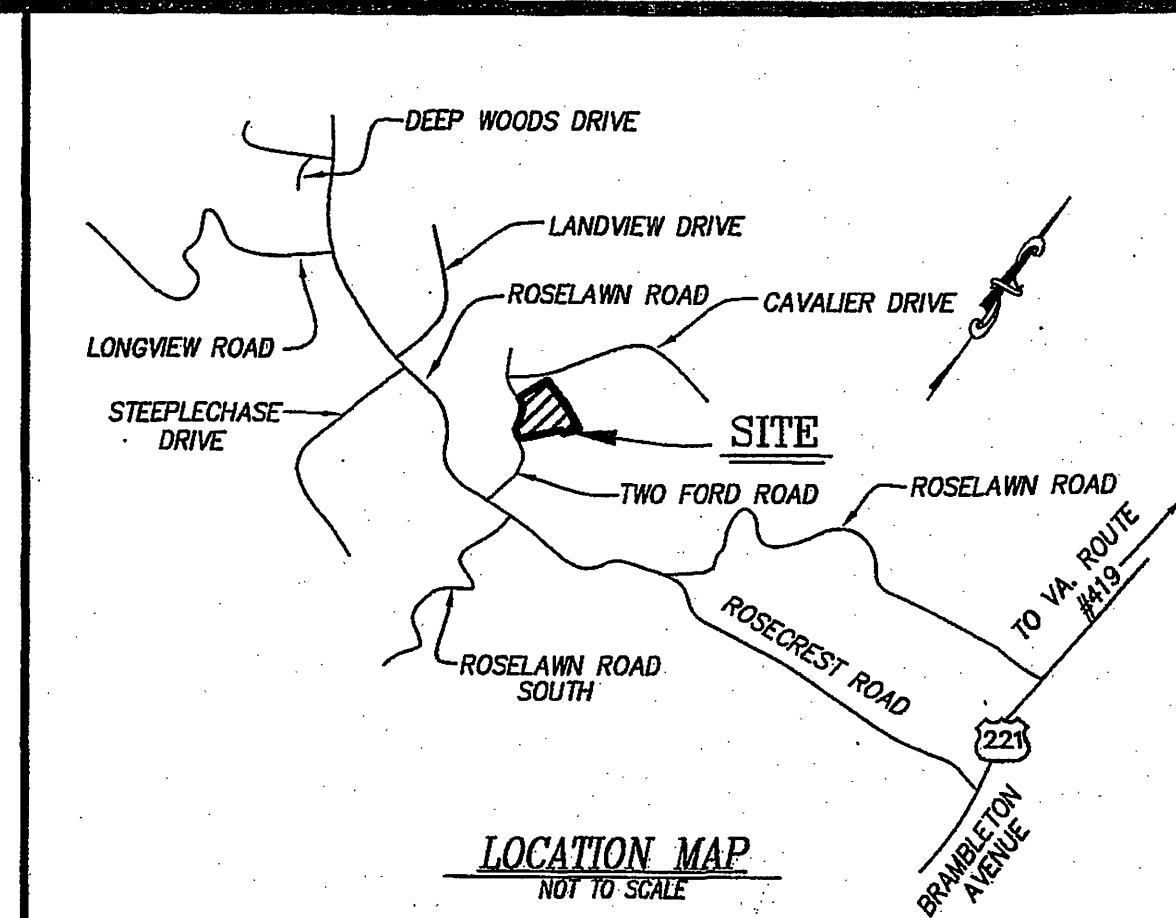 DEEP WOODS DRIVE
LANDVIEW DRIVE
ROSELAWN ROAD
CAVALIER DRIVE
LONGVIEW ROAD
STEEPLECHASE
DRIVE
SITE
TWO FORD ROAD
ROSELAWN ROAD
TO VA. ROUTE
#419
ROSECREST ROAD
ROSELAWN ROAD
SOUTH
221
BRAMBLETON
AVENUE
LOCATION MAP
NOT TO SCALE